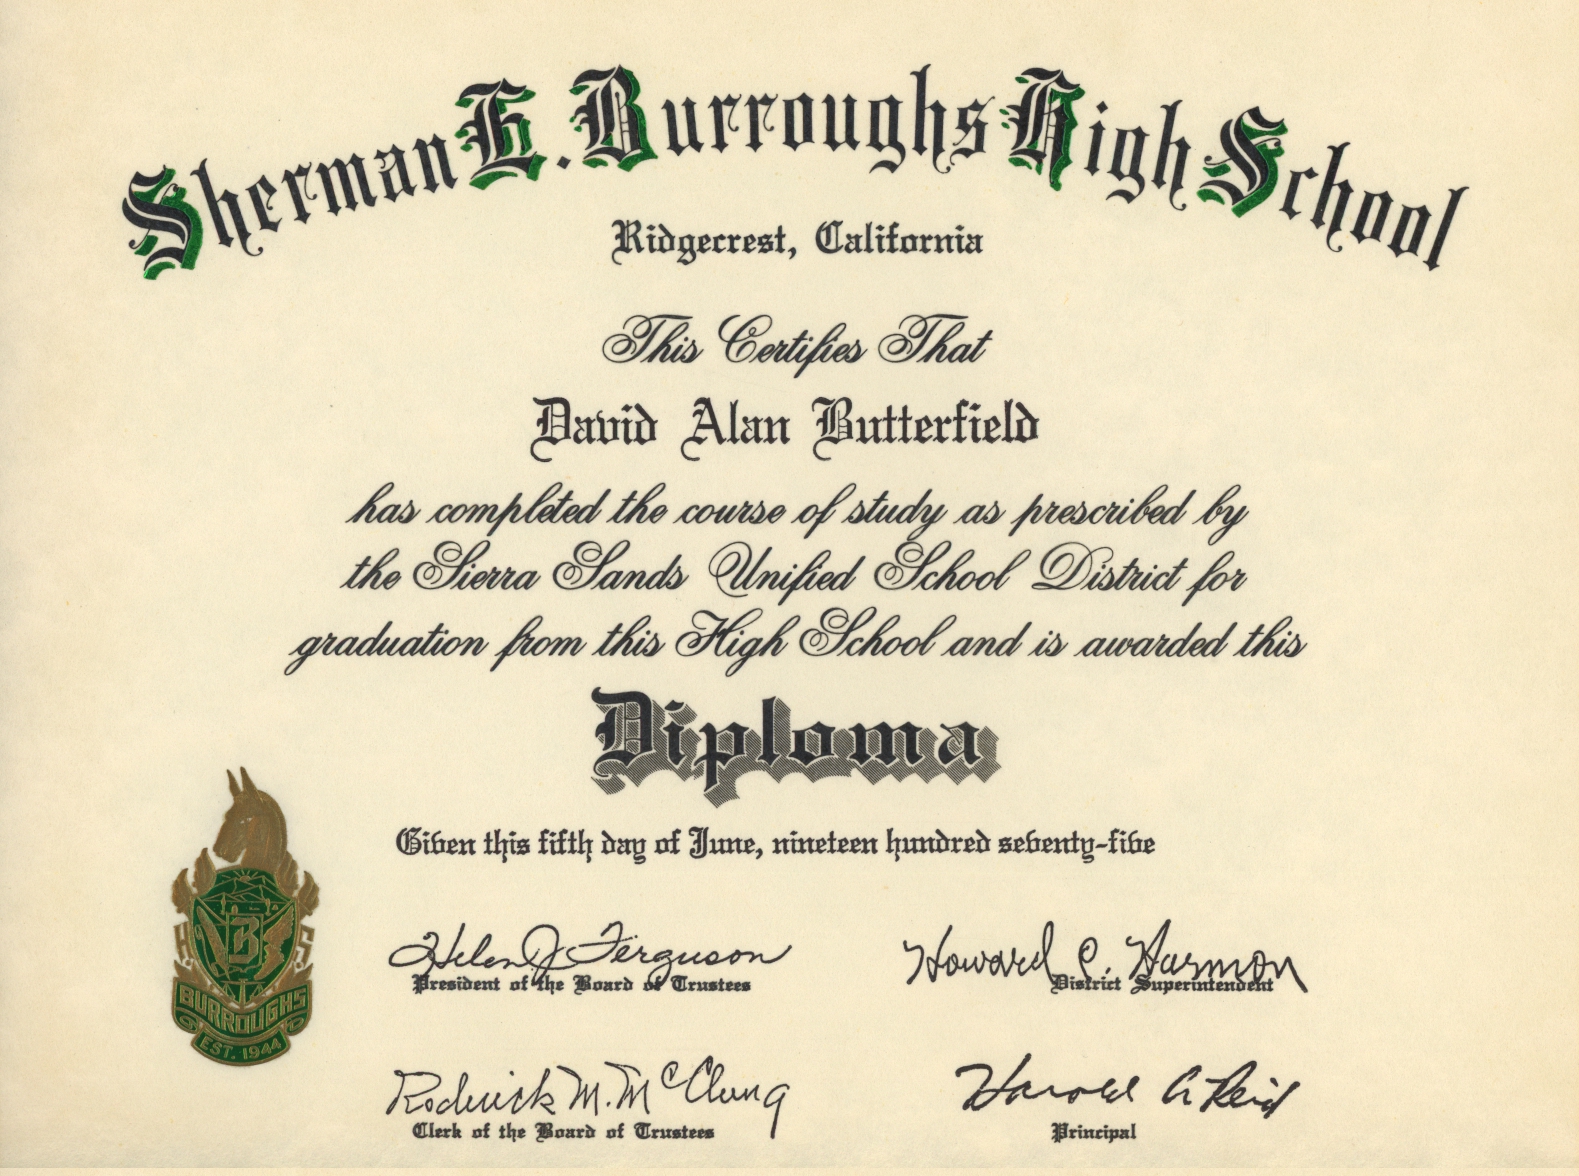 Sherman E. Burroughs High School
Ridgecrest, California
This Certifies That
David Alan Butterfield
has completed the course of study as prescribed by
the Sierra Sands Unified School District for
graduation from this High School and is awarded this
Diploma
Given this fifth day of June, nineteen hundred seventy-five
Helen J. Ferguson
President of the Board of Trustees
Howard C. Harmon
District Superintendent
H S
B
BURROUGHS
EST. 1944
Roderick M. McClung
Clerk of the Board of Trustees
Harold A Reid
Principal